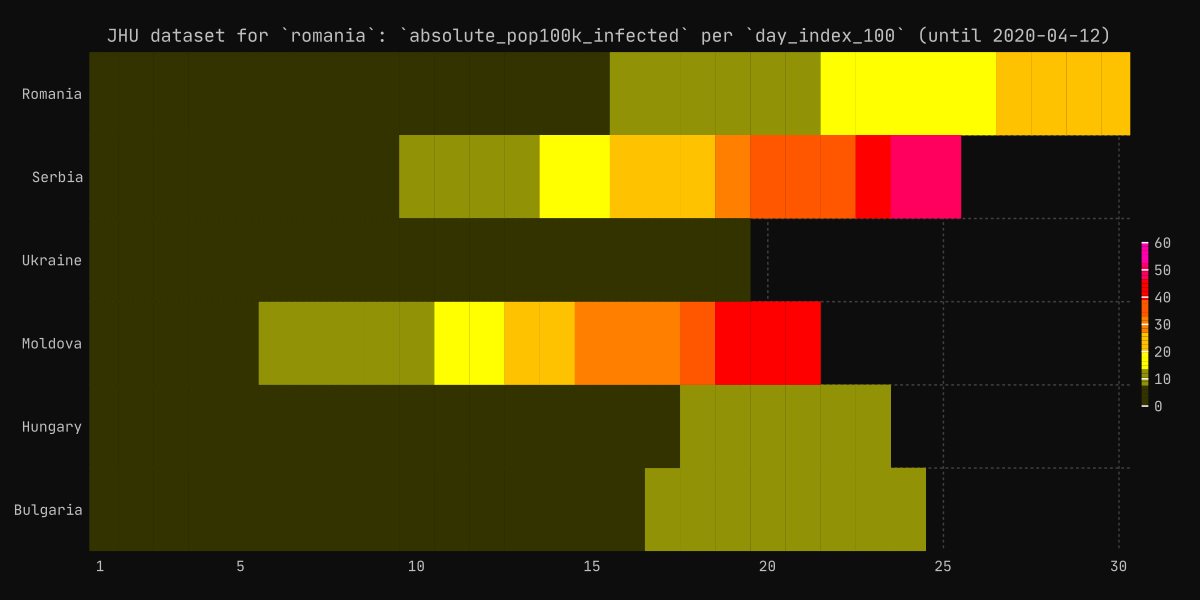 JHU dataset for `romania`: `absolute_pop100k_infected` per `day_index_100` (until 2020-04-12)
Romania
Serbia
Ukraine
Moldova
Hungary
Bulgaria
60
50
40
30
20
10
0
1 5 10 15 20 25 30